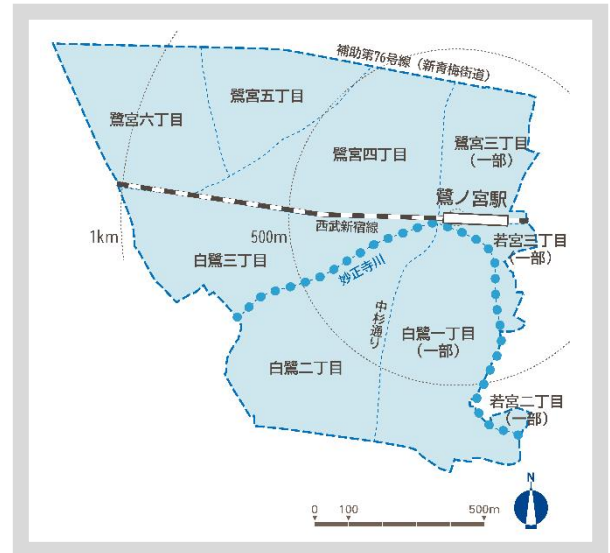 補助第76号線（新青梅街道）
鷺宮五丁目
鷺宮六丁目
鷺宮四丁目
鷺宮三丁目
（一部）
鷺ノ宮駅
西武新宿線
1km
500m
若宮三丁目
（一部）
白鷺三丁目
妙正寺川
中杉通り
白鷺一丁目
（一部）
白鷺二丁目
若宮二丁目
（一部）
N
0 100 500m